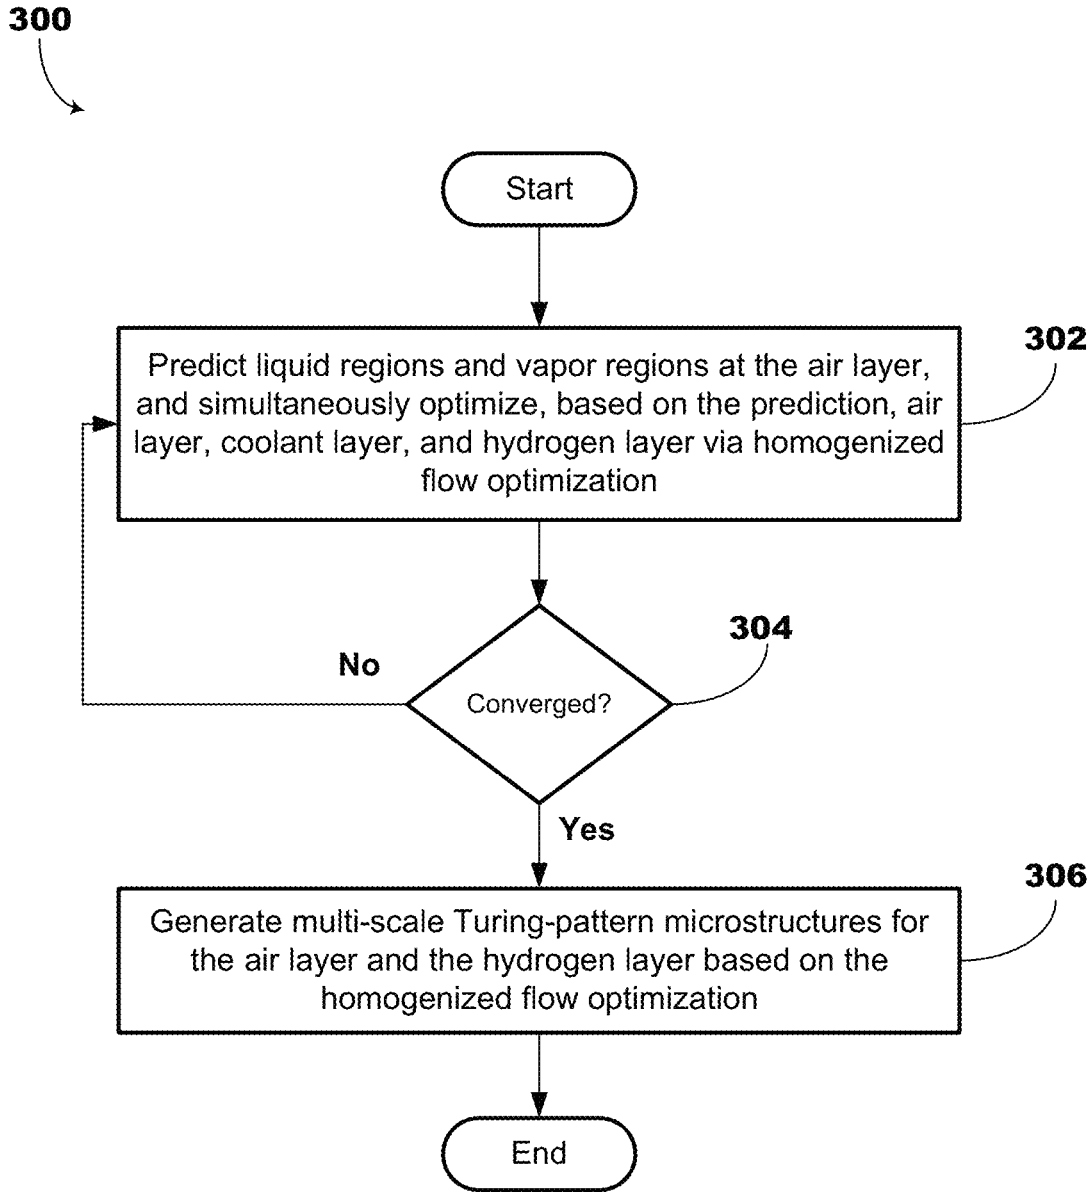 300
Start
302
Predict liquid regions and vapor regions at the air layer,
and simultaneously optimize, based on the prediction, air
layer, coolant layer, and hydrogen layer via homogenized
flow optimization
304
No
Converged?
Yes
306
Generate multi-scale Turing-pattern microstructures for
the air layer and the hydrogen layer based on the
homogenized flow optimization
End